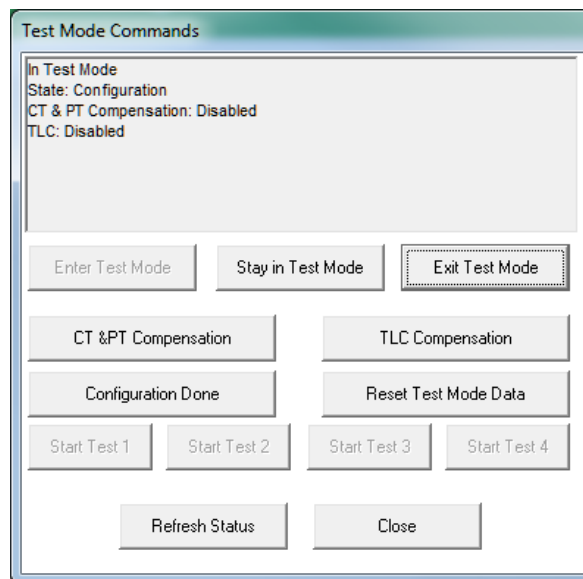 Test Mode Commands
In Test Mode
State: Configuration
CT & PT Compensation: Disabled
TLC: Disabled
Enter Test Mode Stay in Test Mode Exit Test Mode
CT &PT Compensation TLC Compensation
Configuration Done Reset Test Mode Data
Start Test 1 Start Test 2 Start Test 3 Start Test 4
Refresh Status Close